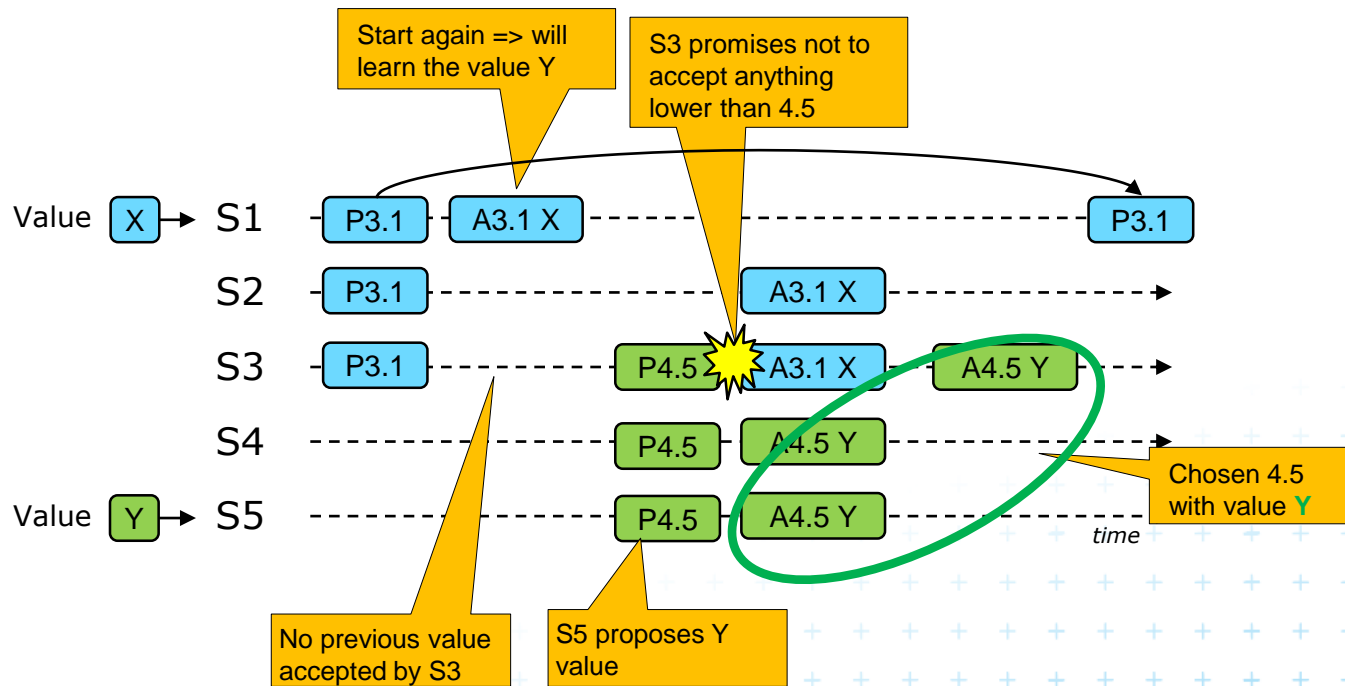 Start again => will
learn the value Y
S3 promises not to
accept anything
lower than 4.5
Value X S1 P3.1 A3.1 X P3.1
S2 P3.1 A3.1 X
S3 P3.1 P4.5 A3.1 X A4.5 Y
S4 P4.5 A4.5 Y
Value Y S5 P4.5 A4.5 Y
time
Chosen 4.5
with value Y
No previous value
accepted by S3
S5 proposes Y
value